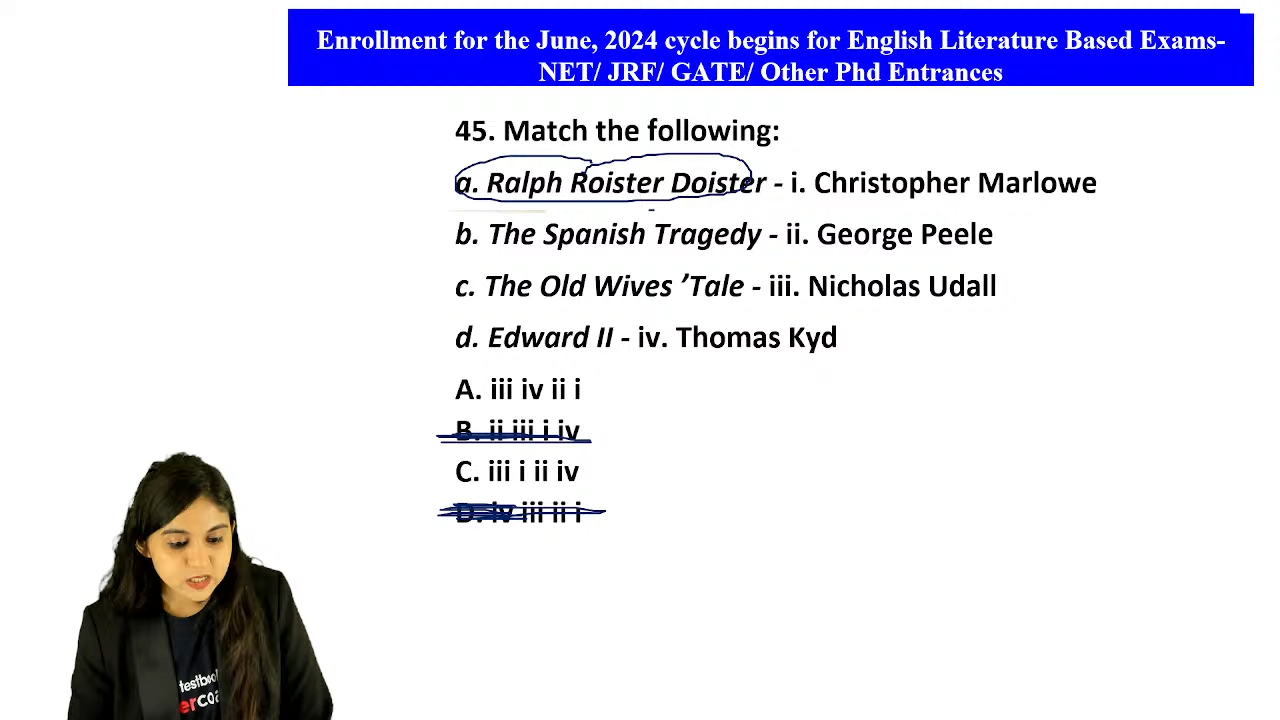 Enrollment for the June, 2024 cycle begins for English Literature Based Exams-
NET/ JRF/ GATE/ Other Phd Entrances
45. Match the following:
a. Ralph Roister Doister - i. Christopher Marlowe
b. The Spanish Tragedy - ii. George Peele
c. The Old Wives ’Tale - iii. Nicholas Udall
d. Edward II - iv. Thomas Kyd
A. iii iv ii i
B. ii iii i iv
C. iii i ii iv
D. iv iii ii i
testbook